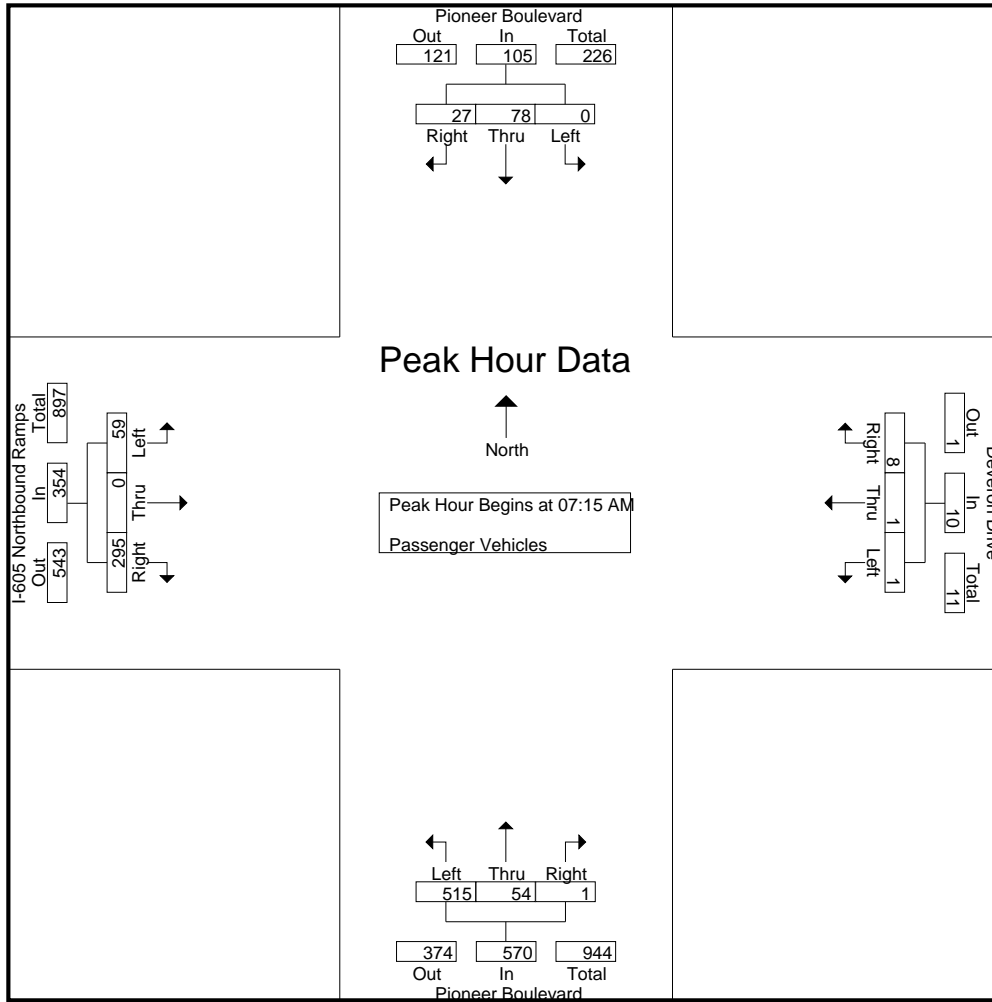 Pioneer Boulevard
Out In Total
121 105 226
27 78 0
Right Thru Left
Peak Hour Data
North
Peak Hour Begins at 07:15 AM
Passenger Vehicles
I-605 Northbound Ramps
Out In Total
543 354 897
59 0 295
Left Thru Right
Drive
Out In Total
1 10 11
8 1 1
Right Thru Left
Left Thru Right
515 54 1
374 570 944
Out In Total
Pioneer Boulevard